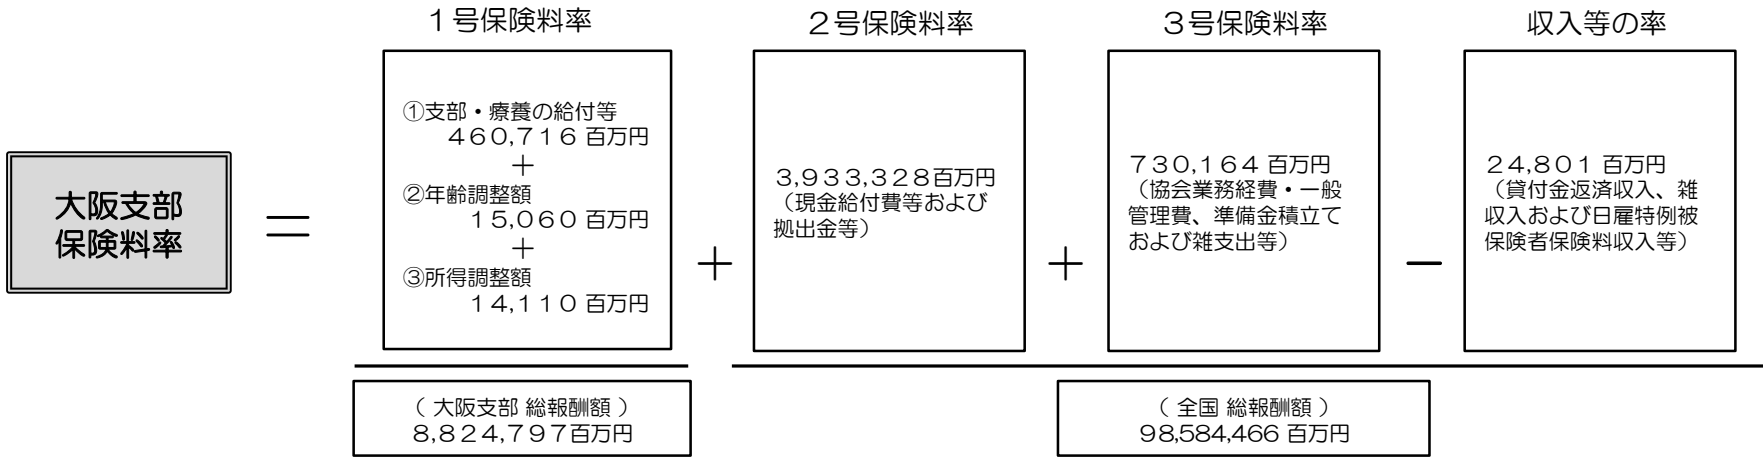 １号保険料率
２号保険料率
３号保険料率
収入等の率
大阪支部
保険料率
＝
①支部・療養の給付等
４６０,７１６ 百万円
＋
②年齢調整額
１５,０６０ 百万円
＋
③所得調整額
１４,１１０ 百万円
＋
３,９３３,３２８百万円
（現金給付費等および
拠出金等）
＋
７３０,１６４ 百万円
（協会業務経費・一般
管理費、準備金積立て
および雑支出等）
－
２４,８０１ 百万円
（貸付金返済収入、雑
収入および日雇特例被
保険者保険料収入等）
（ 大阪支部 総報酬額 ）
８,８２４,７９７百万円
（ 全国 総報酬額 ）
98,584,466 百万円